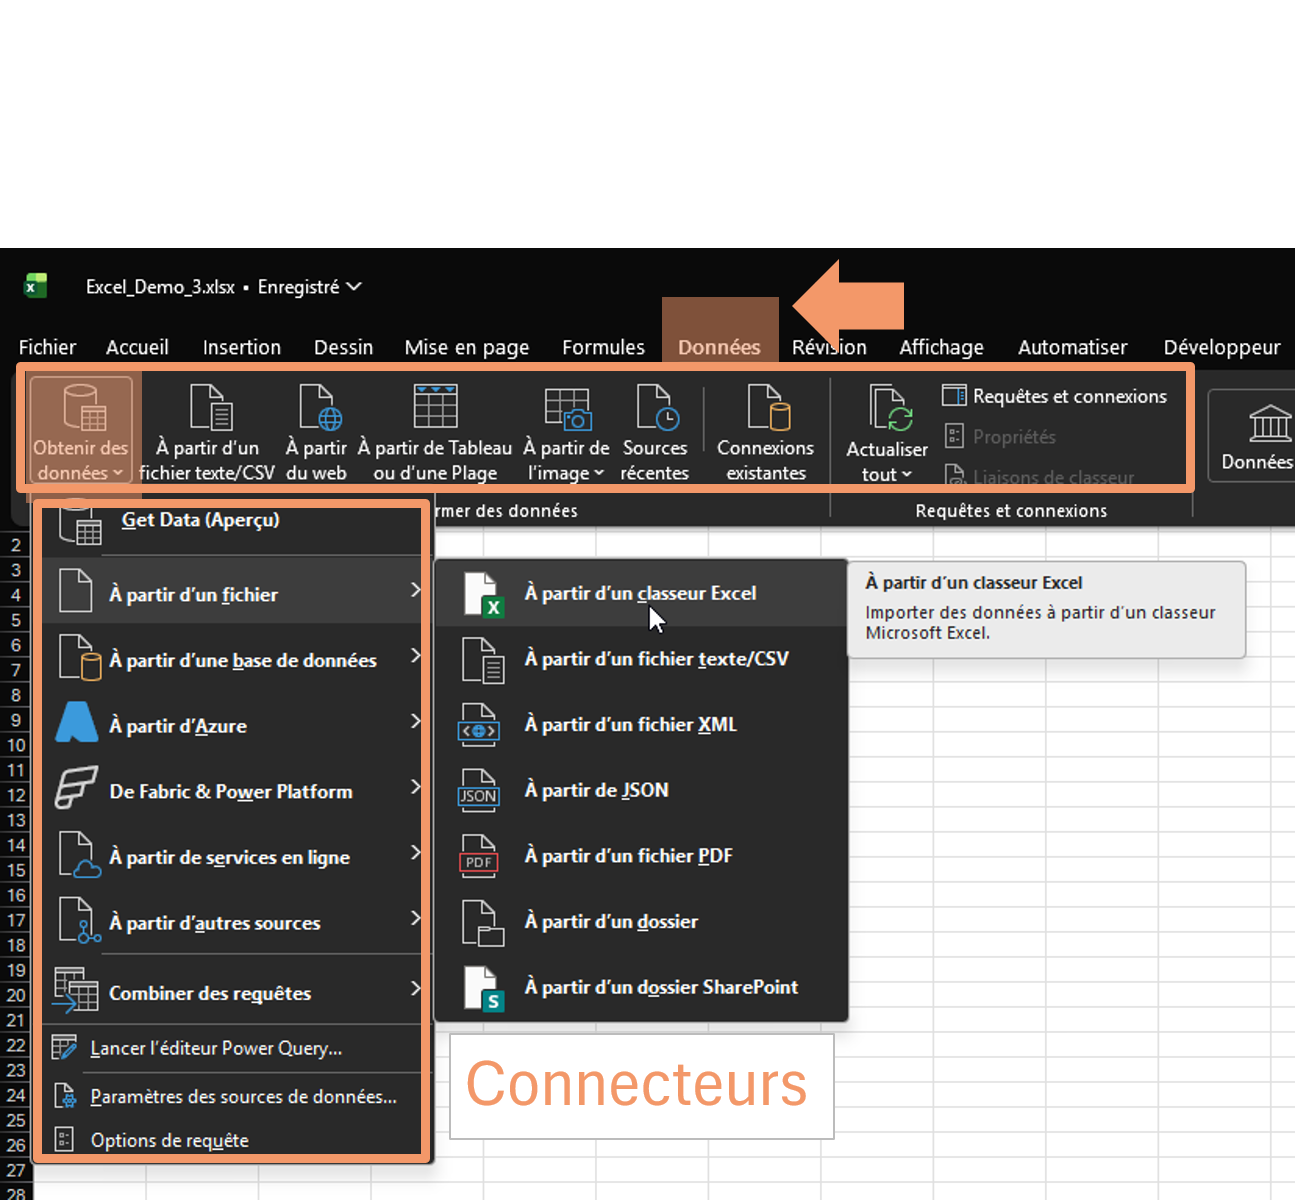 Excel_Demo_3.xlsx • Enregistré
Fichier Accueil Insertion Dessin Mise en page Formules Données Révision Affichage Automatiser Développeur
Obtenir des données
À partir d'un fichier texte/CSV
À partir du web
À partir de Tableau ou d'une Plage
À partir de l'image
Sources récentes
Connexions existantes
Actualiser tout
Requêtes et connexions
Propriétés
Liaisons de classeur
Données
rmer des données
Requêtes et connexions
Get Data (Aperçu)
À partir d'un fichier
À partir d'une base de données
À partir d'Azure
De Fabric & Power Platform
À partir de services en ligne
À partir d'autres sources
Combiner des requêtes
Lancer l'éditeur Power Query...
Paramètres des sources de données...
Options de requête
À partir d'un classeur Excel
À partir d'un fichier texte/CSV
À partir d'un fichier XML
JSON
À partir de JSON
PDF
À partir d'un fichier PDF
À partir d'un dossier
À partir d'un dossier SharePoint
À partir d'un classeur Excel
Importer des données à partir d'un classeur
Microsoft Excel.
Connecteurs
2
3
4
5
6
7
8
9
10
11
12
13
14
15
16
17
18
19
20
21
22
23
24
25
26
27
28